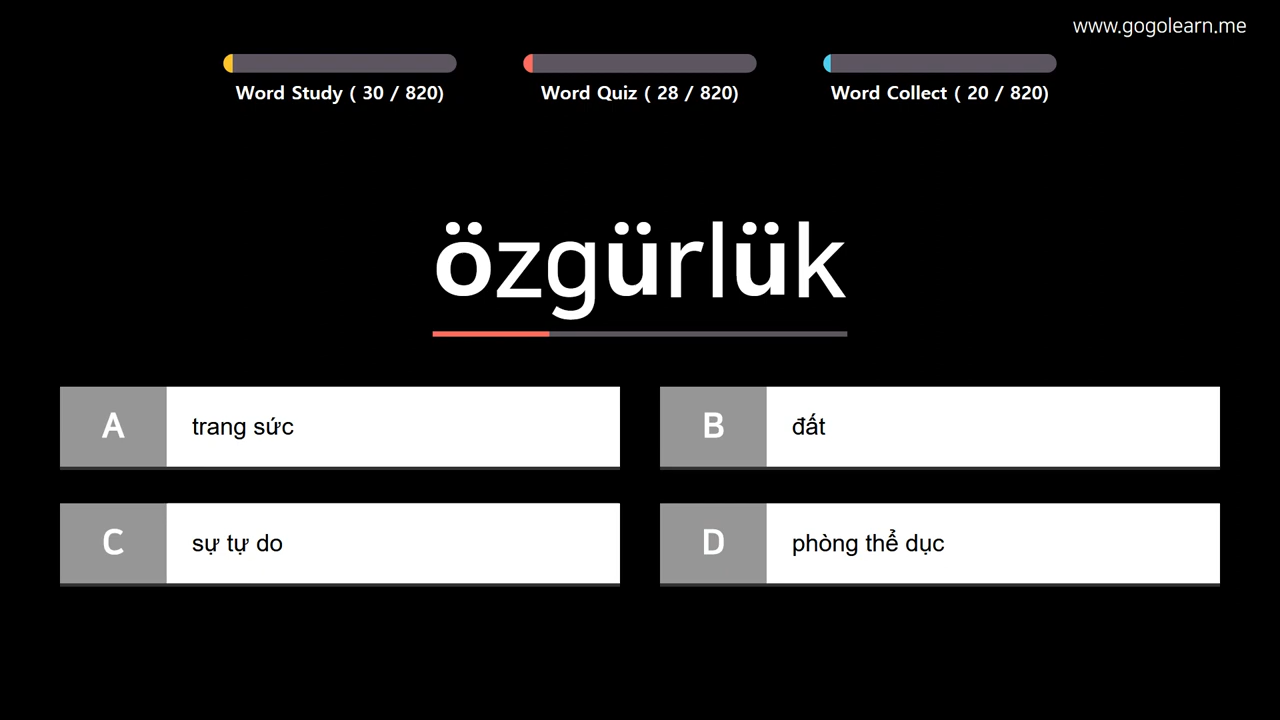 www.gogolearn.me
Word Study ( 30 / 820)
Word Quiz ( 28 / 820)
Word Collect ( 20 / 820)
özgürlük
A trang sức
B đất
C sự tự do
D phòng thể dục